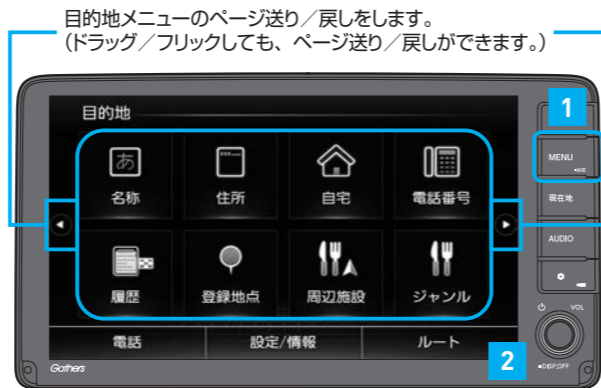 目的地メニューのページ送り／戻しをします。
（ドラッグ／フリックしても、ページ送り／戻しができます。）
目的地
1
MENU
名称
住所
自宅
電話番号
現在地
AUDIO
履歴
登録地点
周辺施設
ジャンル
VOL
電話
設定/情報
ルート
2
Gathers
■DISP.OFF